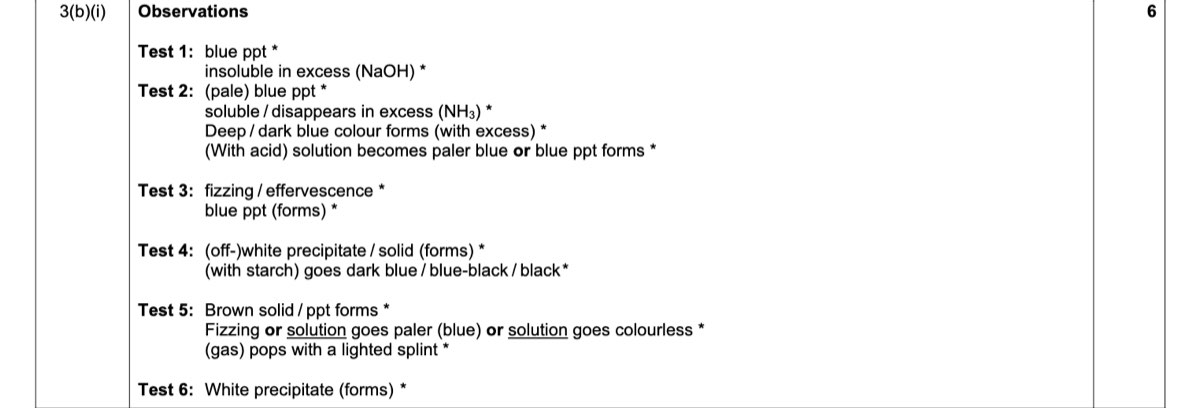 3(b)(i) Observations 6
Test 1: blue ppt *
insoluble in excess (NaOH) *
Test 2: (pale) blue ppt *
soluble / disappears in excess (NH₃) *
Deep / dark blue colour forms (with excess) *
(With acid) solution becomes paler blue or blue ppt forms *
Test 3: fizzing / effervescence *
blue ppt (forms) *
Test 4: (off-)white precipitate / solid (forms) *
(with starch) goes dark blue / blue-black / black*
Test 5: Brown solid / ppt forms *
Fizzing or solution goes paler (blue) or solution goes colourless *
(gas) pops with a lighted splint *
Test 6: White precipitate (forms) *